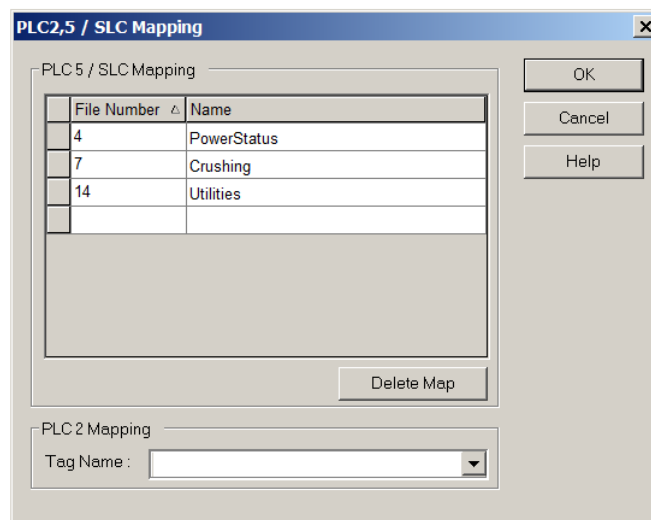 PLC2,5 / SLC Mapping
PLC 5 / SLC Mapping
File Number Name
4 PowerStatus
7 Crushing
14 Utilities
Delete Map
PLC 2 Mapping
Tag Name :
OK
Cancel
Help